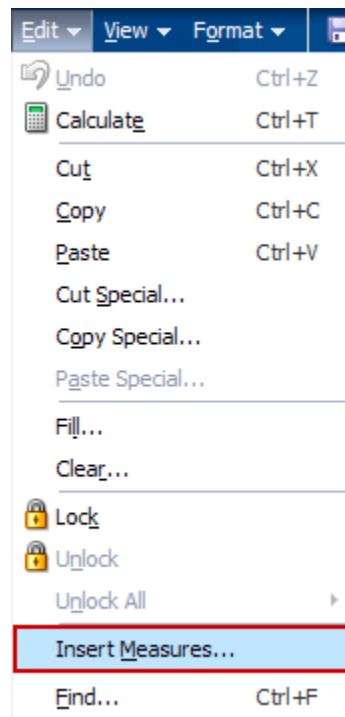 Edit View Format
Undo Ctrl+Z
Calculate Ctrl+T
Cut Ctrl+X
Copy Ctrl+C
Paste Ctrl+V
Cut Special...
Copy Special...
Paste Special...
Fill...
Clear...
Lock
Unlock
Unlock All
Insert Measures...
Find... Ctrl+F